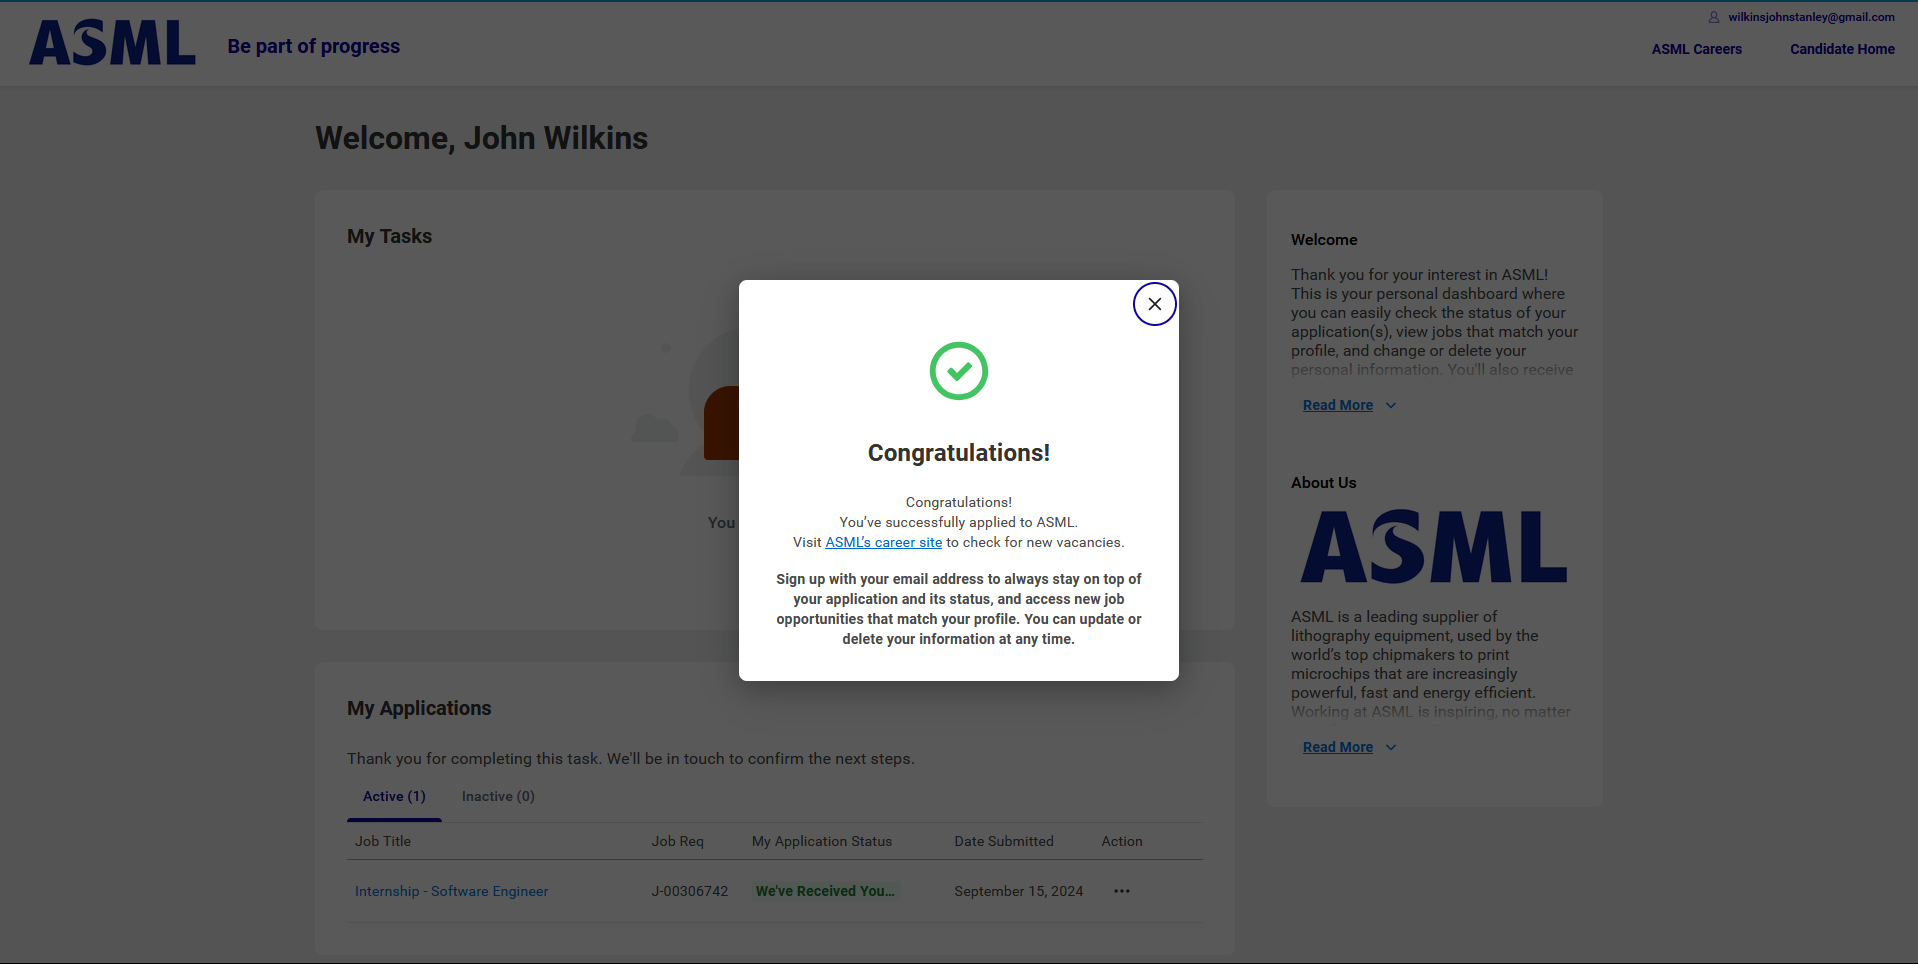 ASML
Be part of progress
wilkinsjohnstanley@gmail.com
ASML Careers
Candidate Home
Welcome, John Wilkins
My Tasks
You
Congratulations!
Congratulations!
You’ve successfully applied to ASML.
Visit ASML’s career site to check for new vacancies.
Sign up with your email address to always stay on top of
your application and its status, and access new job
opportunities that match your profile. You can update or
delete your information at any time.
My Applications
Thank you for completing this task. We'll be in touch to confirm the next steps.
Active (1)
Inactive (0)
Job Title
Job Req
My Application Status
Date Submitted
Action
Internship - Software Engineer
J-00306742
We've Received You...
September 15, 2024
Welcome
Thank you for your interest in ASML!
This is your personal dashboard where
you can easily check the status of your
application(s), view jobs that match your
profile, and change or delete your
personal information. You'll also receive
Read More
About Us
ASML
ASML is a leading supplier of
lithography equipment, used by the
world’s top chipmakers to print
microchips that are increasingly
powerful, fast and energy efficient.
Working at ASML is inspiring, no matter
Read More